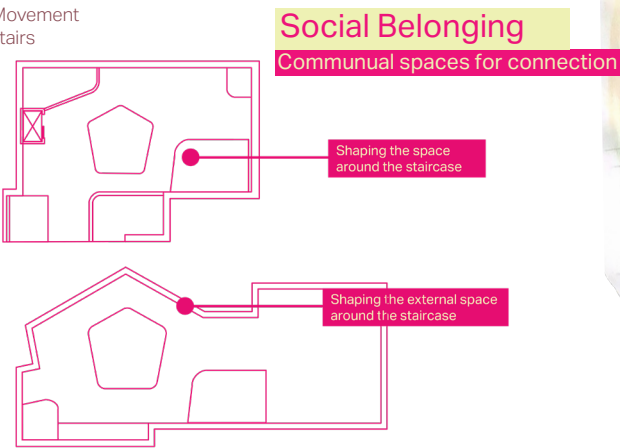 Movement
tairs
Social Belonging
Communual spaces for connection
Shaping the space
around the staircase
Shaping the external space
around the staircase